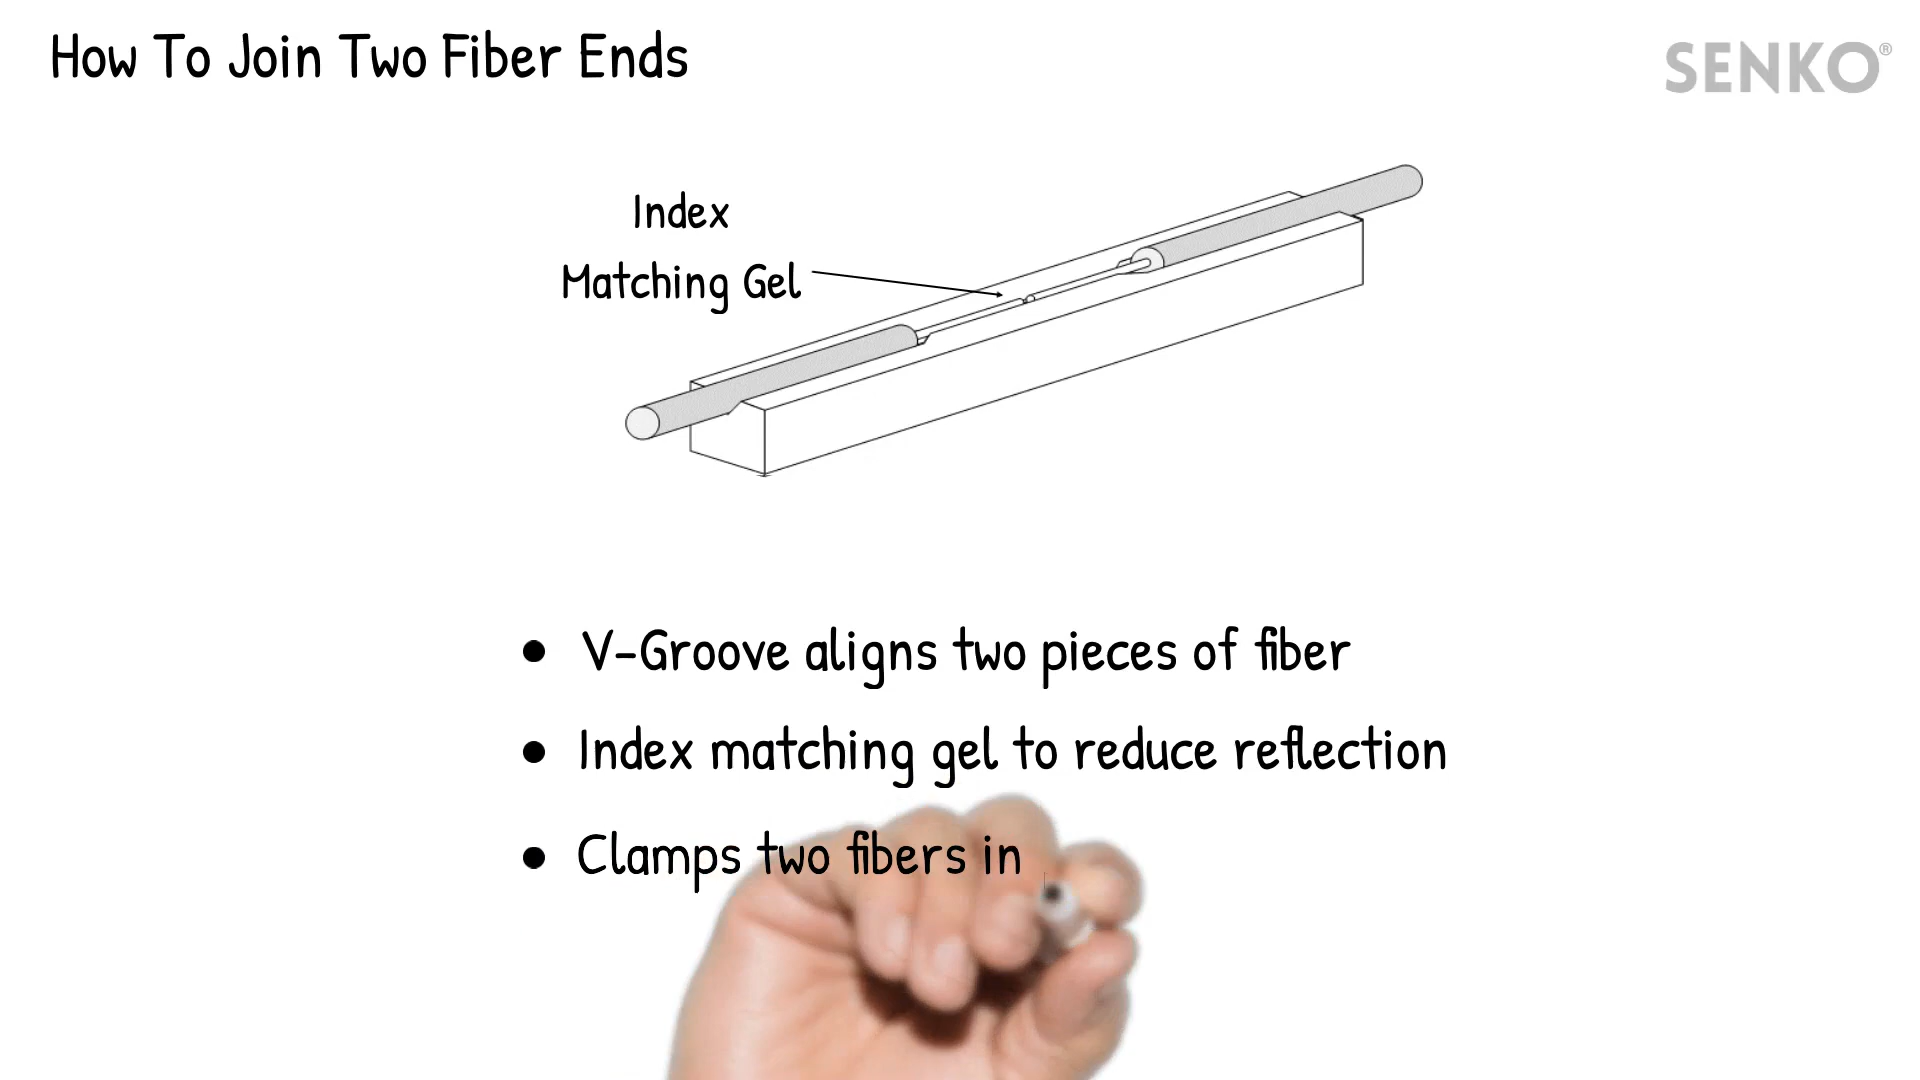 How To Join Two Fiber Ends
SENKO®
Index
Matching Gel
• V-Groove aligns two pieces of fiber
• Index matching gel to reduce reflection
• Clamps two fibers in